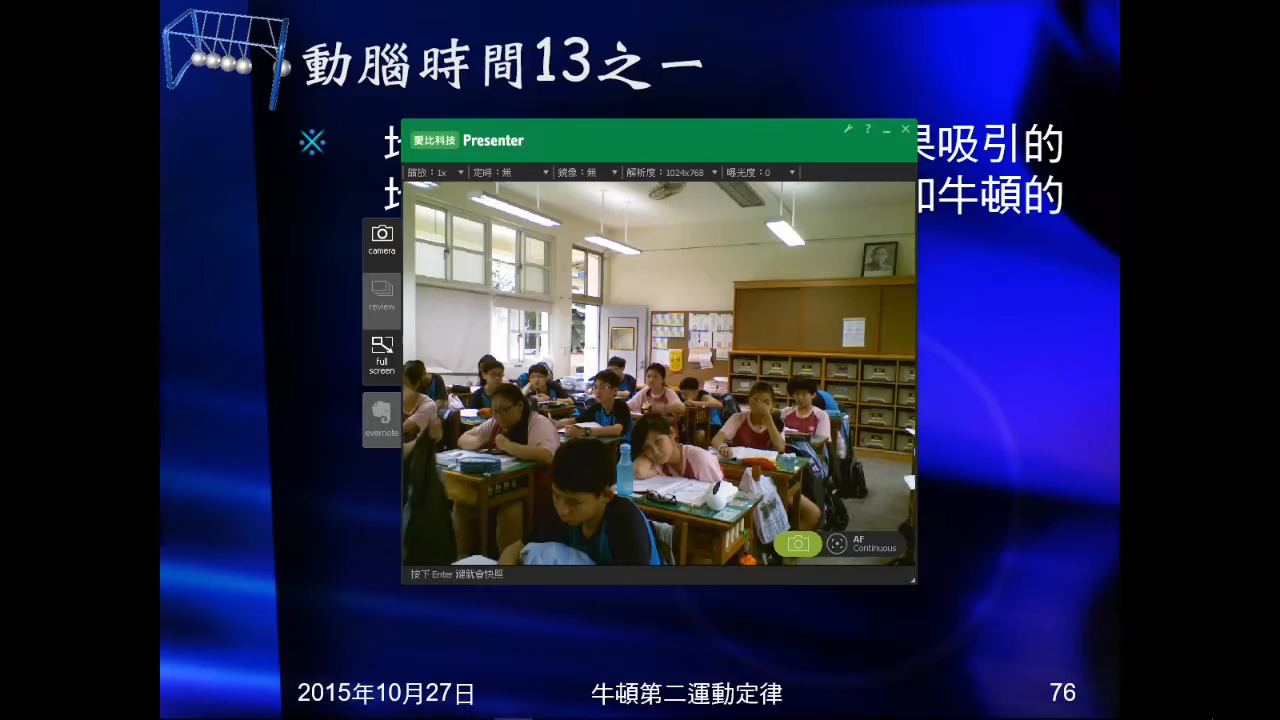 動腦時間13之一
※
果吸引的
和牛頓的
愛比科技 Presenter
縮放：1x 定時：無 鏡像：無 解析度：1024x768 曝光度：0
camera
review
full
screen
evernote
AF
Continuous
按下 Enter 鍵就會快照
2015年10月27日 牛頓第二運動定律 76